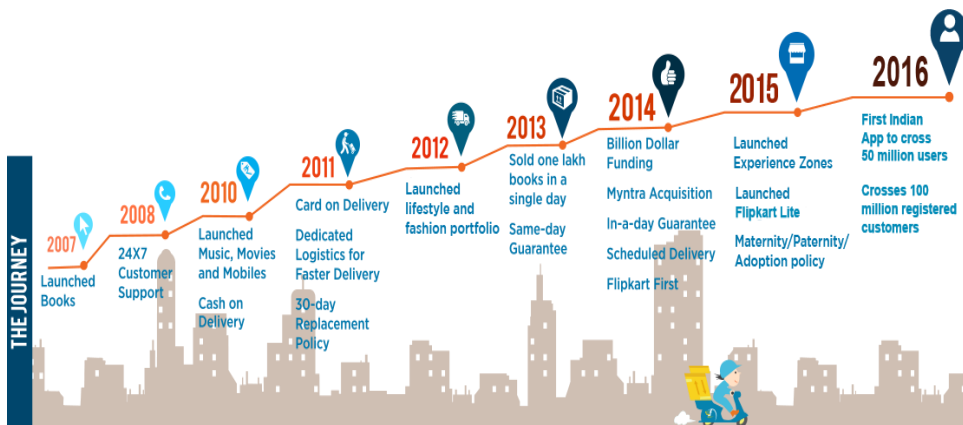 THE JOURNEY
2007
Launched
Books
2008
24X7
Customer
Support
2010
Launched
Music, Movies
and Mobiles
Cash on
Delivery
2011
Card on Delivery
Dedicated
Logistics for
Faster Delivery
30-day
Replacement
Policy
2012
Launched
lifestyle and
fashion portfolio
2013
Sold one lakh
books in a
single day
Same-day
Guarantee
2014
Billion Dollar
Funding
Myntra Acquisition
In-a-day Guarantee
Scheduled Delivery
Flipkart First
2015
Launched
Experience Zones
Launched
Flipkart Lite
Maternity/Paternity/
Adoption policy
2016
First Indian
App to cross
50 million users
Crosses 100
million registered
customers